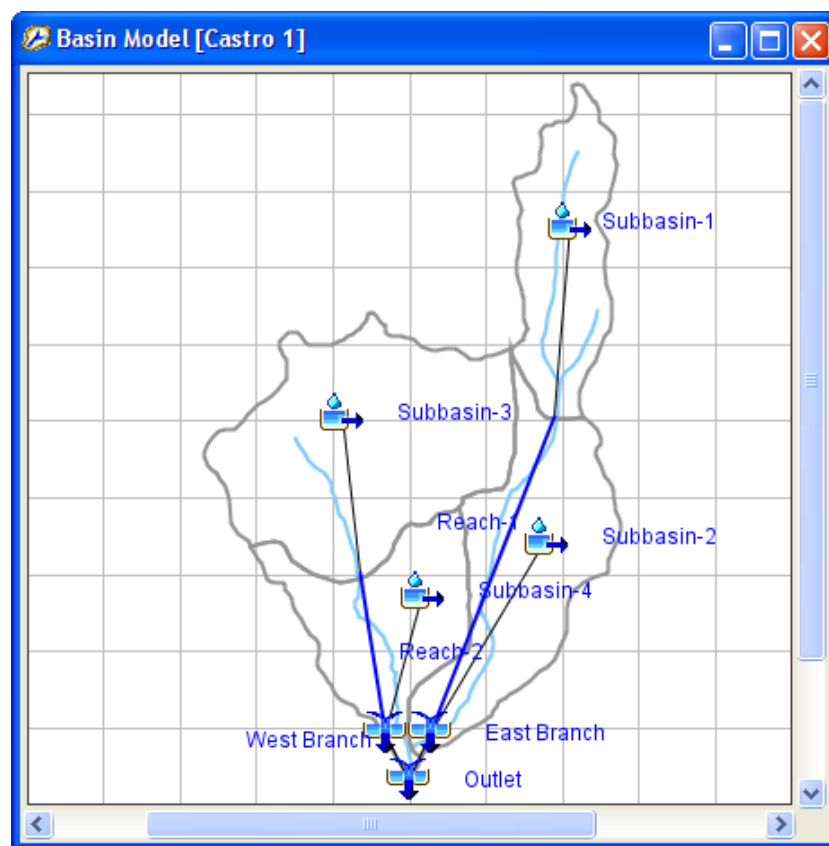 Basin Model [Castro 1]
Subbasin-1
Subbasin-3
Reach-1
Subbasin-2
Subbasin-4
Reach-2
West Branch
East Branch
Outlet